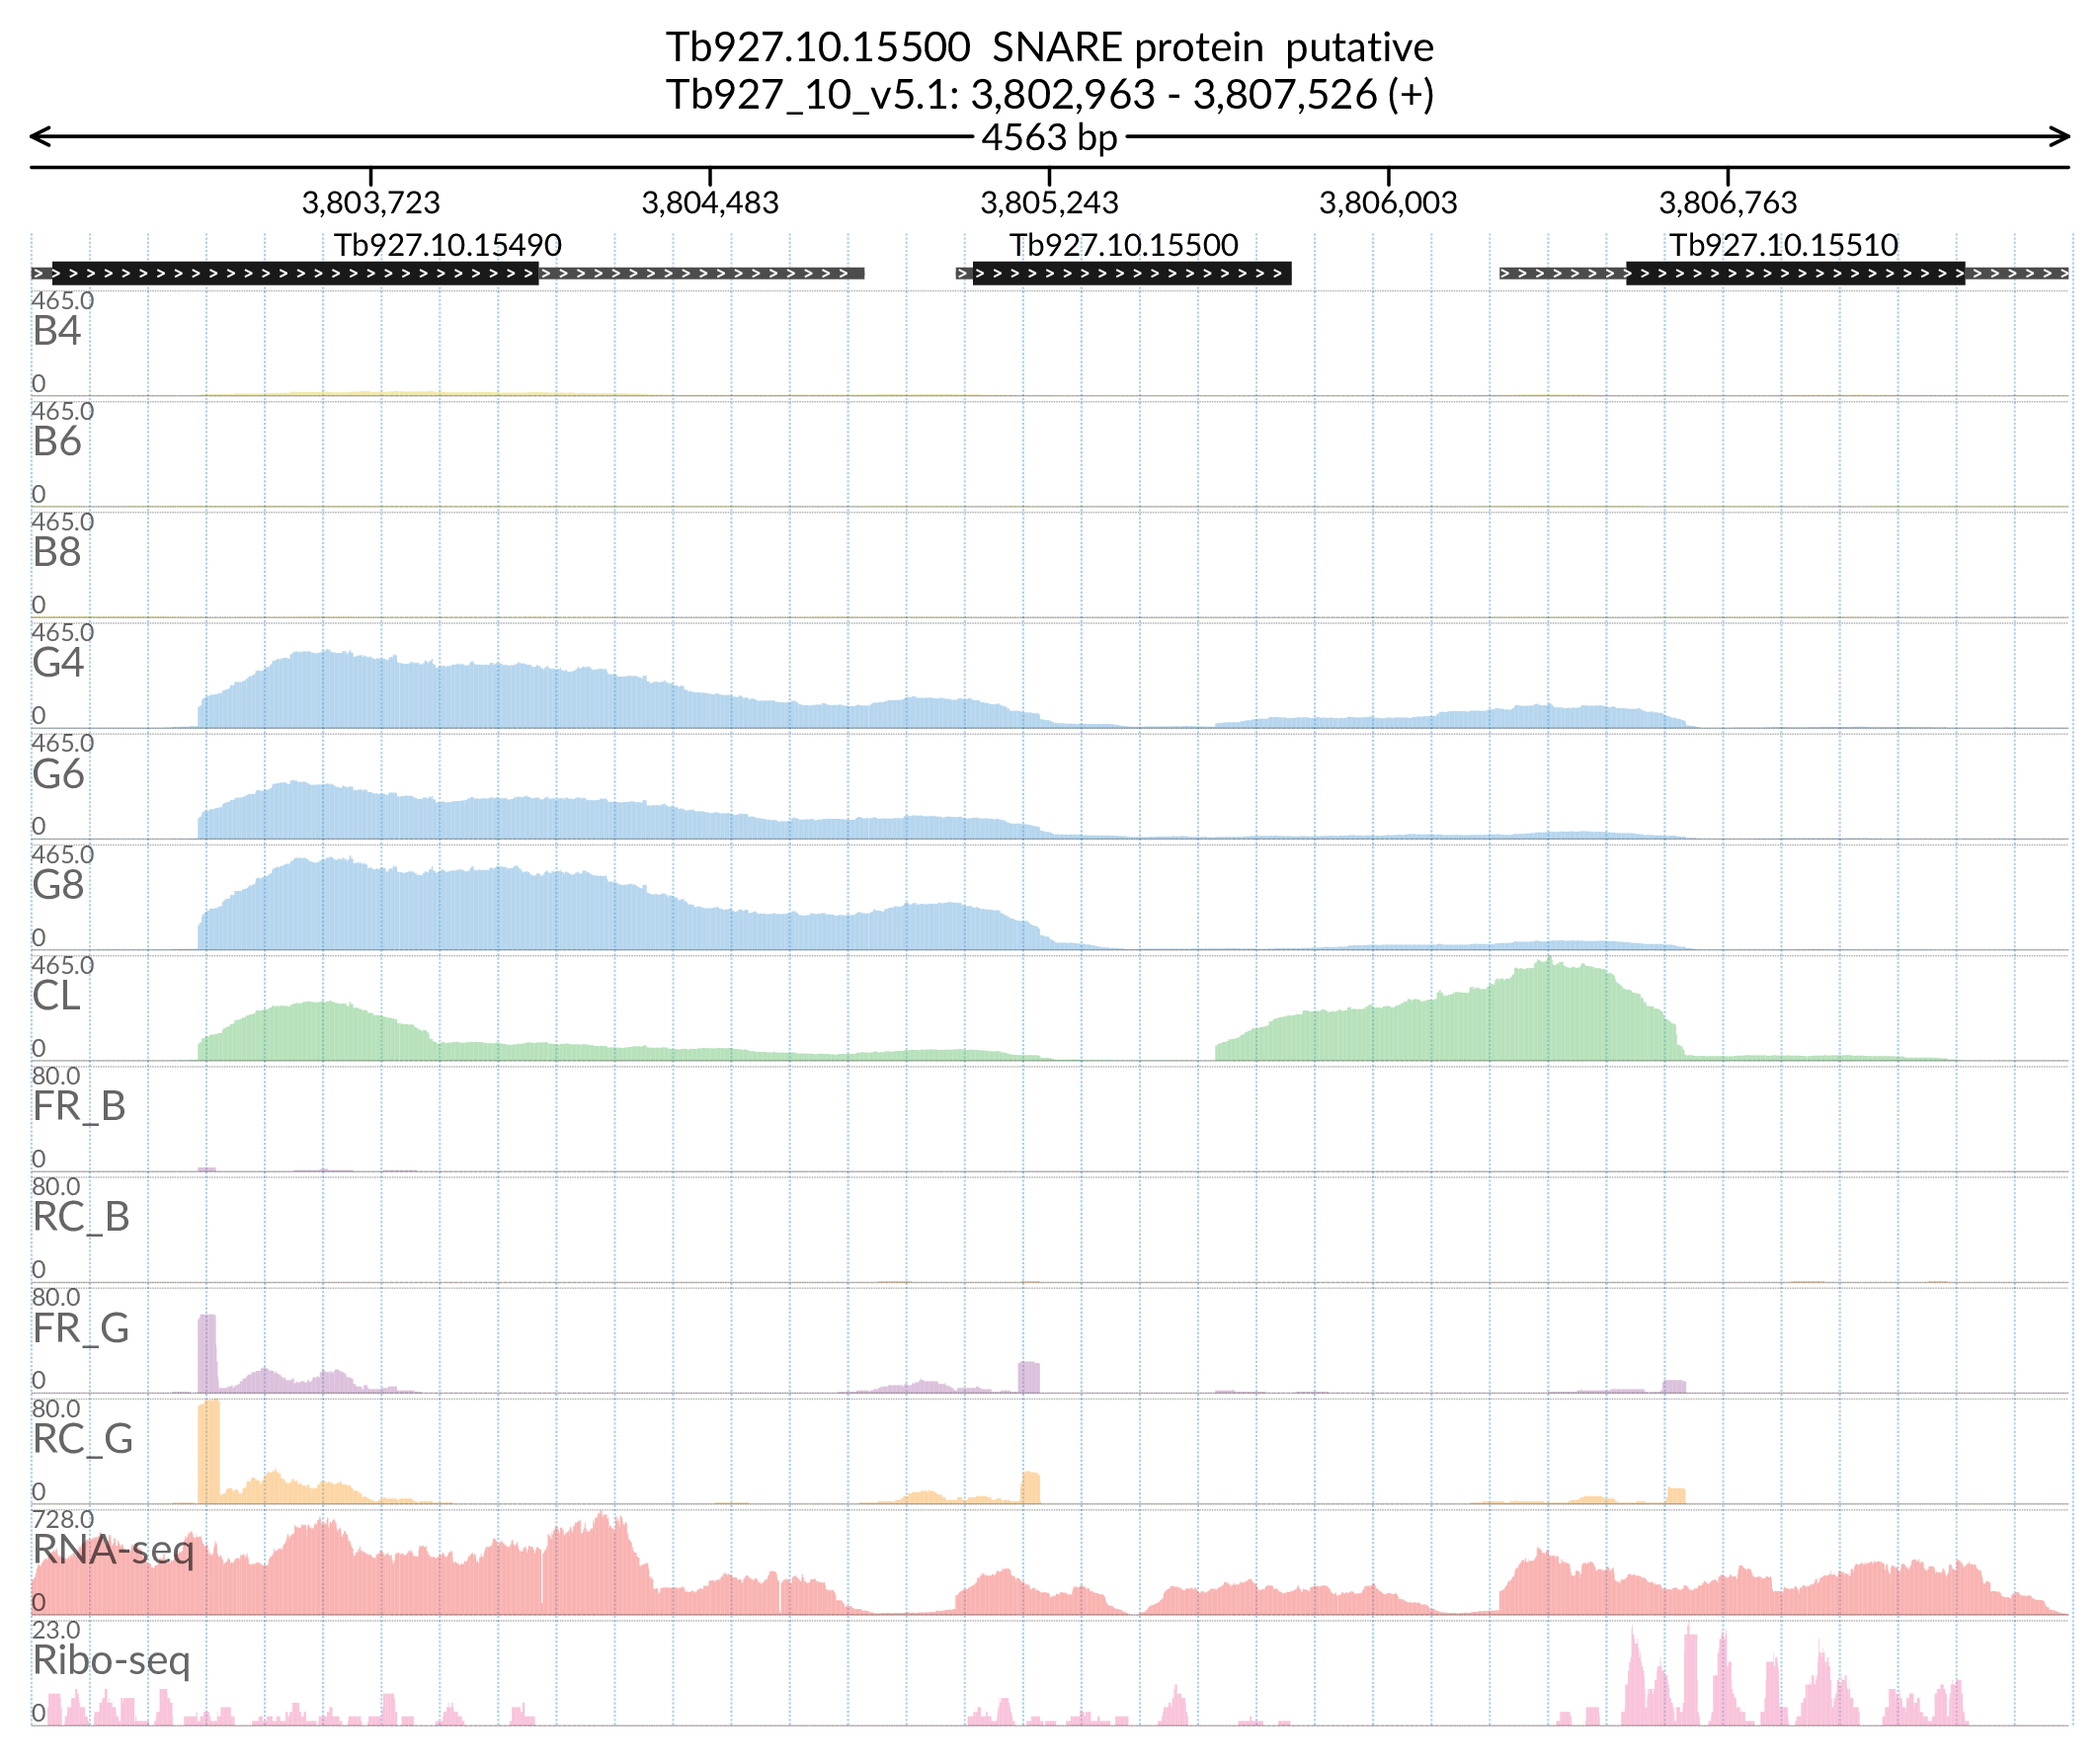 Tb927.10.15500 SNARE protein putative
Tb927_10_v5.1: 3,802,963 - 3,807,526 (+)
4563 bp
3,803,723 3,804,483 3,805,243 3,806,003 3,806,763
Tb927.10.15490 Tb927.10.15500 Tb927.10.15510
465.0
B4
0
465.0
B6
0
465.0
B8
0
465.0
G4
0
465.0
G6
0
465.0
G8
0
465.0
CL
0
80.0
FR_B
0
80.0
RC_B
0
80.0
FR_G
0
80.0
RC_G
0
728.0
RNA-seq
0
23.0
Ribo-seq
0